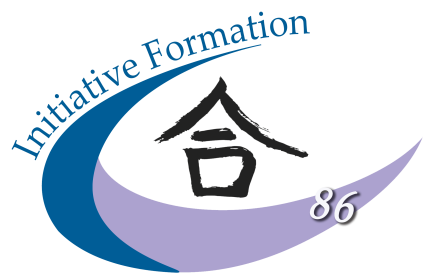 Initiative Formation
合
86